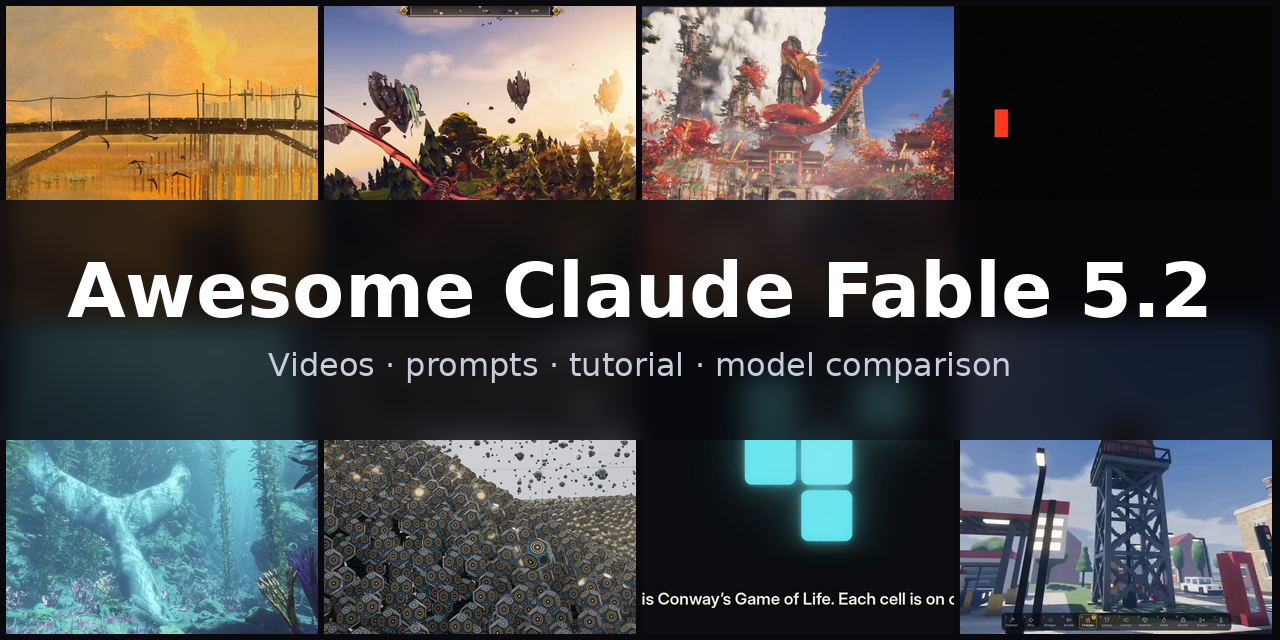 Awesome Claude Fable 5.2
Videos · prompts · tutorial · model comparison
is Conway's Game of Life. Each cell is on